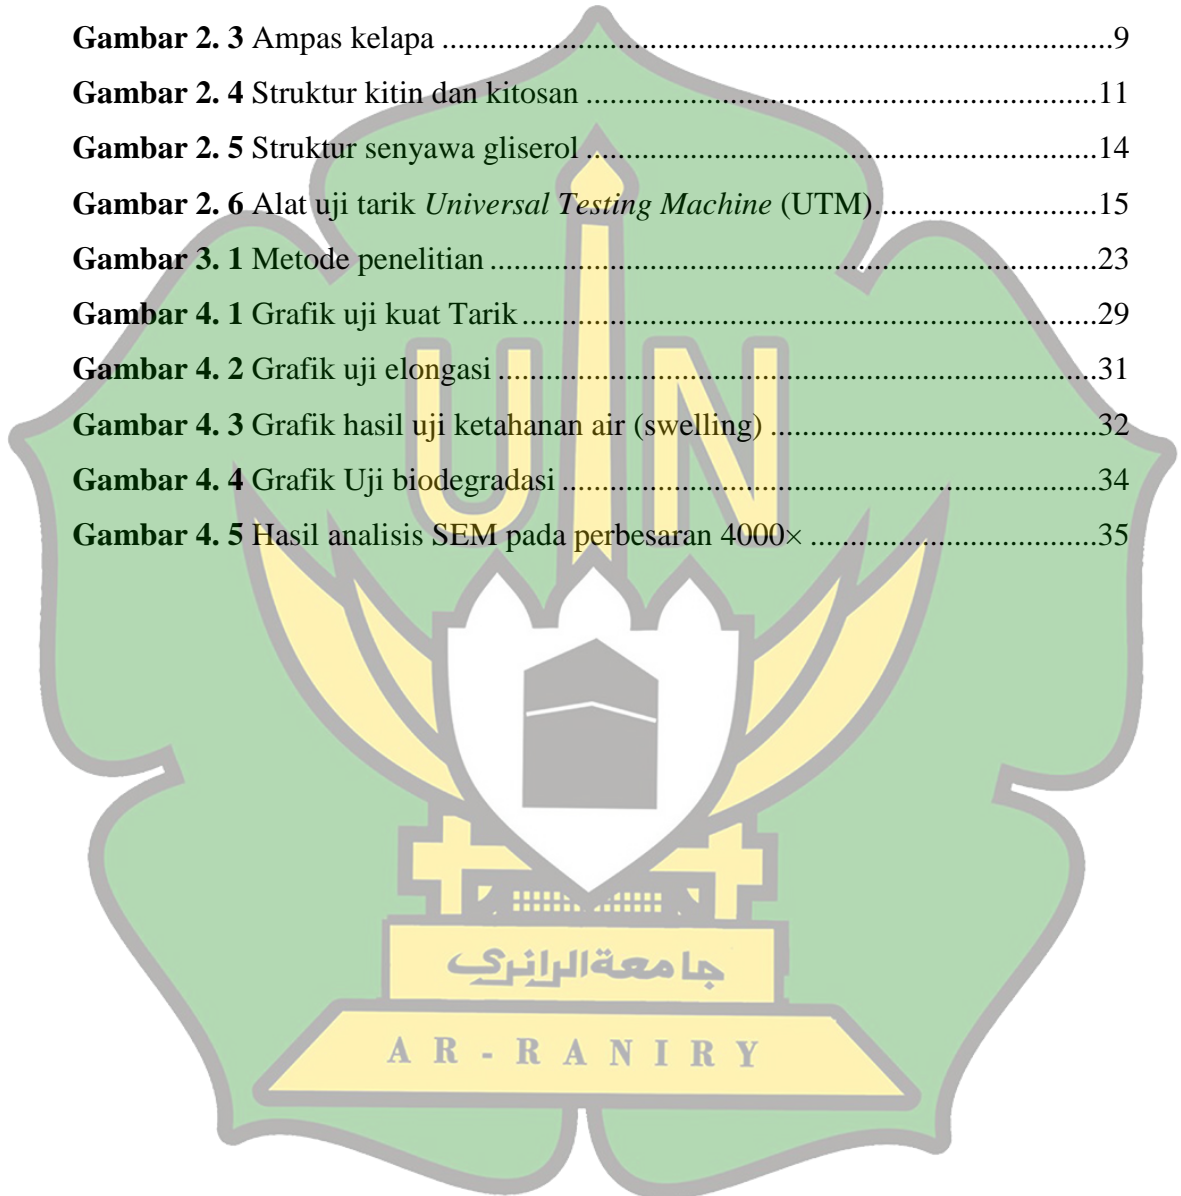 Gambar 2. 3 Ampas kelapa ....................................................................................9
Gambar 2. 4 Struktur kitin dan kitosan ................................................................11
Gambar 2. 5 Struktur senyawa gliserol .................................................................14
Gambar 2. 6 Alat uji tarik Universal Testing Machine (UTM)............................15
Gambar 3. 1 Metode penelitian .............................................................................23
Gambar 4. 1 Grafik uji kuat Tarik.........................................................................29
Gambar 4. 2 Grafik uji elongasi ............................................................................31
Gambar 4. 3 Grafik hasil uji ketahanan air (swelling) .........................................32
Gambar 4. 4 Grafik Uji biodegradasi ....................................................................34
Gambar 4. 5 Hasil analisis SEM pada perbesaran 4000× ....................................35
UIN
جامعةالرانري
AR-RANIRY